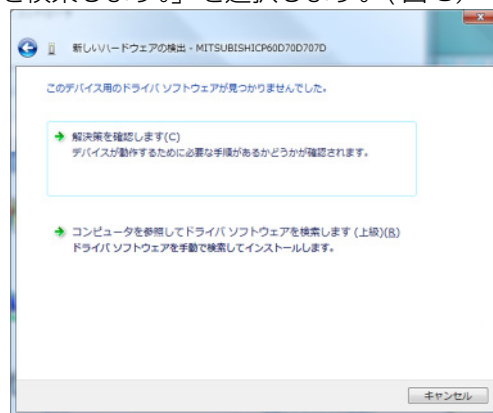 を検索します。」を選択します。(図5)
新しいハードウェアの検出 - MITSUBISHICP60D70D707D
このデバイス用のドライバ ソフトウェアが見つかりませんでした。
解決策を確認します(C)
デバイスが動作するために必要な手順があるかどうかが確認されます。
コンピュータを参照してドライバ ソフトウェアを検索します (上級)(R)
ドライバ ソフトウェアを手動で検索してインストールします。
キャンセル